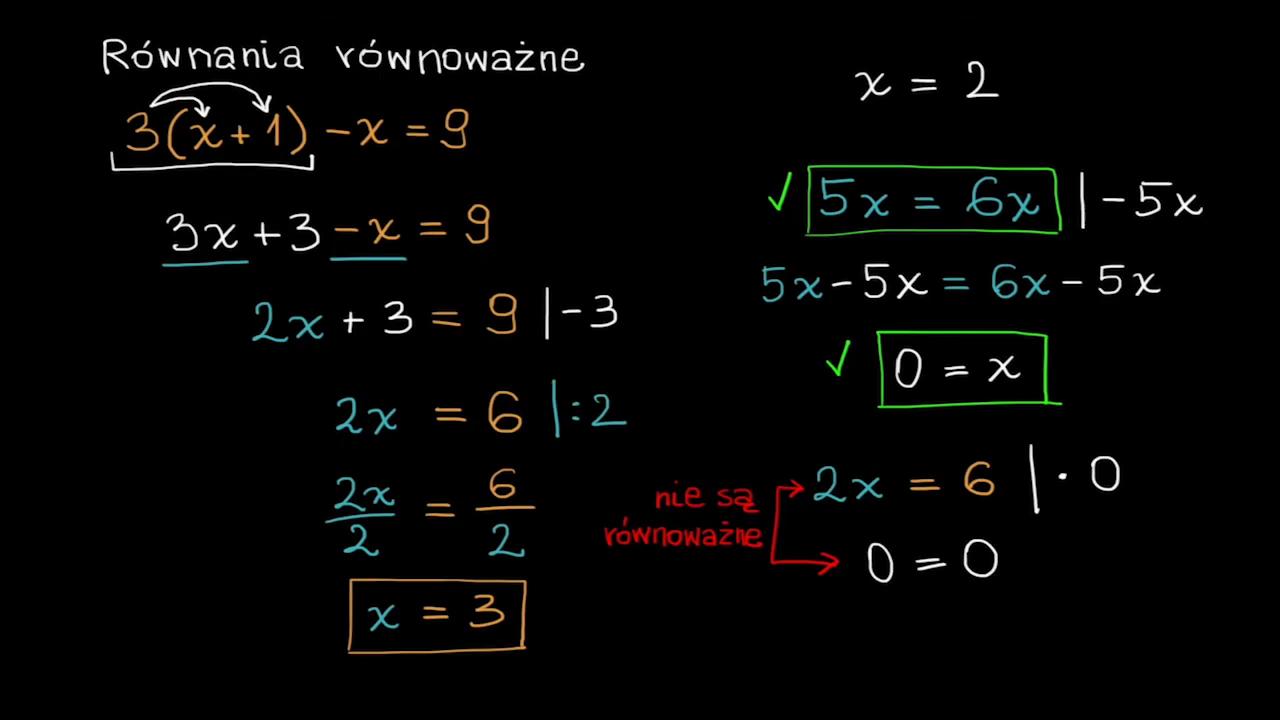 Równania równoważne
3(x+1) -x = 9
3x + 3 - x = 9
2x + 3 = 9 | -3
2x = 6 | :2
2x/2 = 6/2
x = 3
x = 2
✓ 5x = 6x | -5x
5x - 5x = 6x - 5x
✓ 0 = x
2x = 6 | · 0
nie są
równoważne
0 = 0